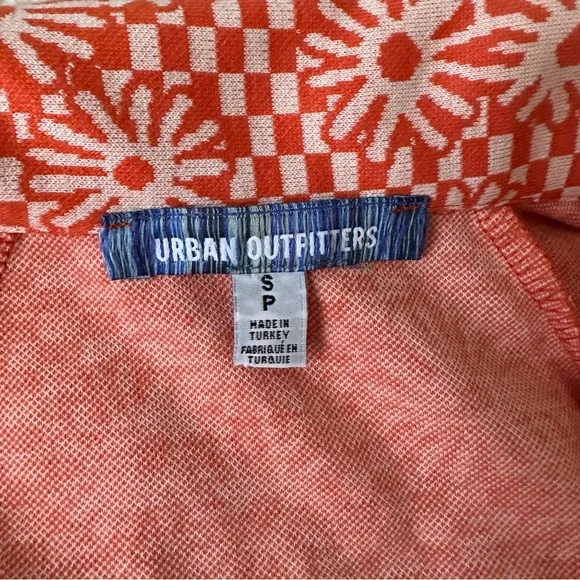 URBAN OUTFITTERS
S
P
MADE IN
TURKEY
FABRIQUÉ EN
TURQUIE